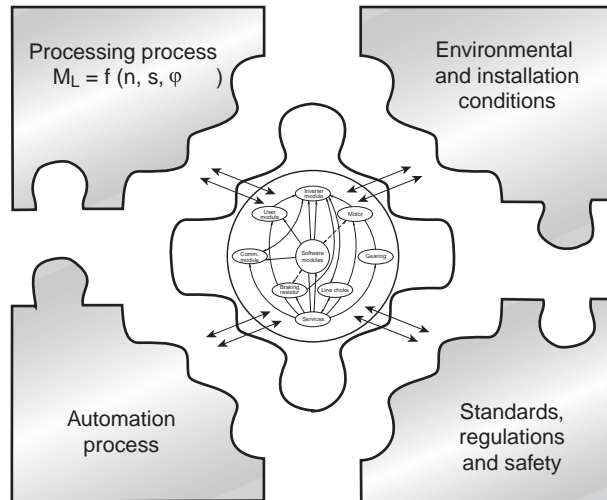 Processing process
M_L = f (n, s, φ )
Environmental
and installation
conditions
Inverter
module
User
module
Motor
Comm.
module
Software
modules
Gearing
Braking
resistor
Line choke
Services
Automation
process
Standards,
regulations
and safety